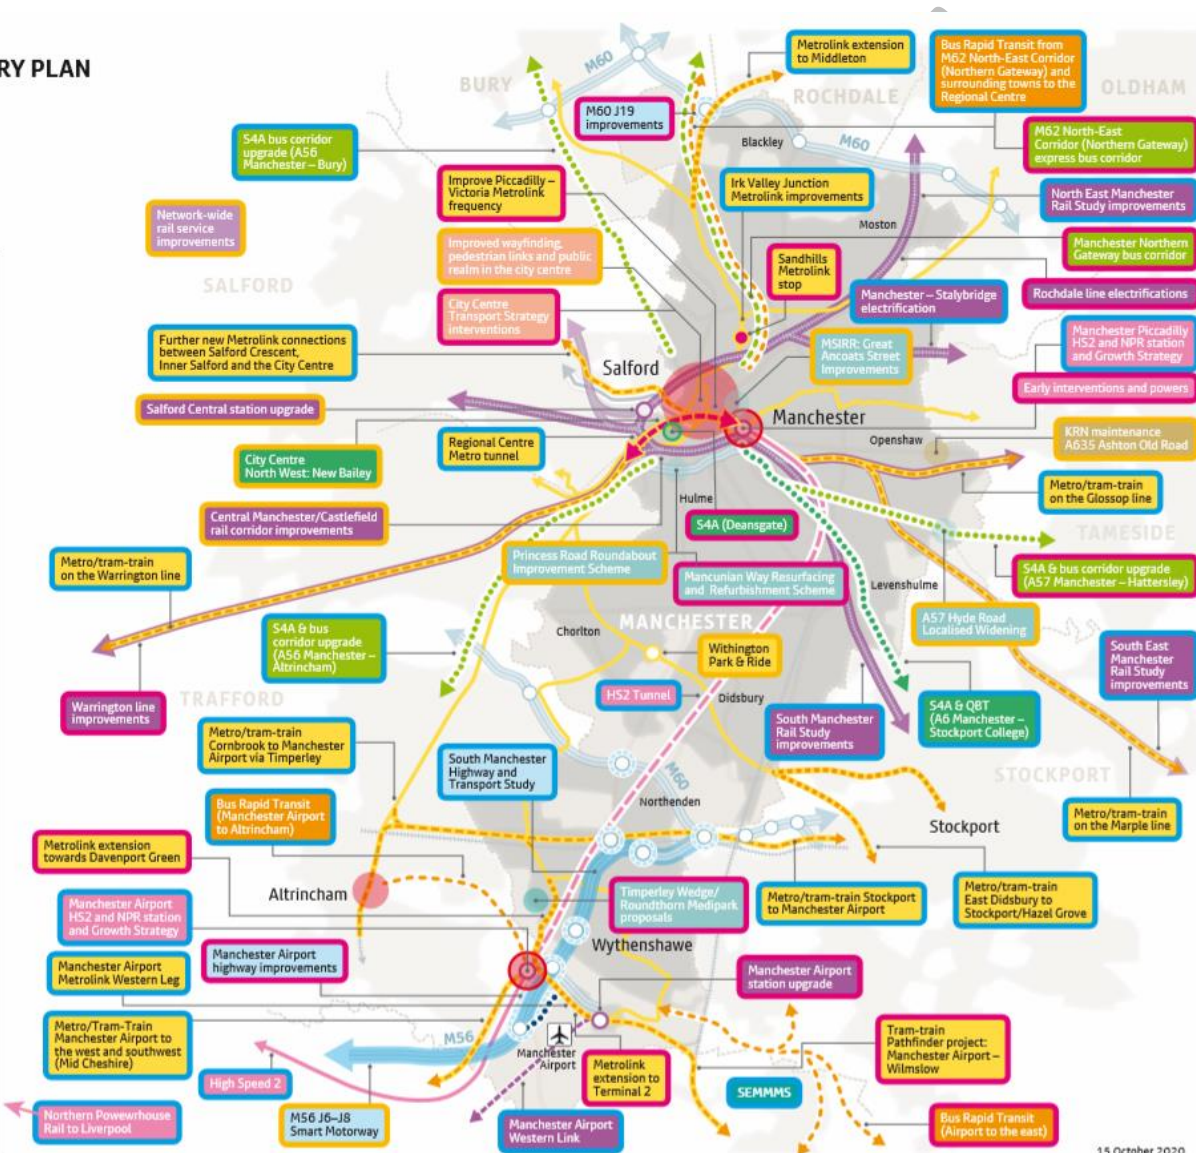 RY PLAN
M60
BURY
Metrolink extension
to Middleton
Bus Rapid Transit from
M62 North-East Corridor
(Northern Gateway) and
surrounding towns to the
Regional Centre
ROCHDALE
OLDHAM
M60 J19
improvements
Blackley
M60
M62 North-East
Corridor (Northern Gateway)
express bus corridor
S4A bus corridor
upgrade (A56
Manchester – Bury)
Improve Piccadilly –
Victoria Metrolink
frequency
Irk Valley Junction
Metrolink improvements
North East Manchester
Rail Study improvements
Network-wide
rail service
improvements
Moston
Improved wayfinding,
pedestrian links and public
realm in the city centre
Sandhills
Metrolink
stop
Manchester Northern
Gateway bus corridor
SALFORD
Manchester – Stalybridge
electrification
Rochdale line electrifications
City Centre
Transport Strategy
interventions
Further new Metrolink connections
between Salford Crescent,
Inner Salford and the City Centre
MSIRR: Great
Ancoats Street
Improvements
Manchester Piccadilly
HS2 and NPR station
and Growth Strategy
Salford
Early interventions and powers
Salford Central station upgrade
Manchester
Regional Centre
Metro tunnel
Openshaw
KRN maintenance
A635 Ashton Old Road
City Centre
North West: New Bailey
Metro/tram-train
on the Glossop line
Hulme
Central Manchester/Castlefield
rail corridor improvements
S4A (Deansgate)
TAMESIDE
Metro/tram-train
on the Warrington line
Princess Road Roundabout
Improvement Scheme
Mancunian Way Resurfacing
and Refurbishment Scheme
Levenshulme
S4A & bus corridor upgrade
(A57 Manchester – Hattersley)
A57 Hyde Road
Localised Widening
S4A & bus
corridor upgrade
(A56 Manchester –
Altrincham)
Chorlton
MANCHESTER
Withington
Park & Ride
South East
Manchester
Rail Study
improvements
TRAFFORD
Warrington line
improvements
HS2 Tunnel
Didsbury
South Manchester
Rail Study
improvements
S4A & QBT
(A6 Manchester –
Stockport College)
Metro/tram-train
Cornbrook to Manchester
Airport via Timperley
South Manchester
Highway and
Transport Study
M60
STOCKPORT
Bus Rapid Transit
(Manchester Airport
to Altrincham)
Northenden
Stockport
Metro/tram-train
on the Marple line
Metrolink extension
towards Davenport Green
Altrincham
Timperley Wedge/
Roundthorn Medipark
proposals
Metro/tram-train Stockport
to Manchester Airport
Metro/tram-train
East Didsbury to
Stockport/Hazel Grove
Manchester Airport
HS2 and NPR station
and Growth Strategy
Manchester Airport
highway improvements
Wythenshawe
Manchester Airport
Metrolink Western Leg
Manchester Airport
station upgrade
Metro/Tram-Train
Manchester Airport to
the west and southwest
(Mid Cheshire)
M56
Manchester
Airport
Metrolink
extension to
Terminal 2
Tram-train
Pathfinder project:
Manchester Airport –
Wilmslow
High Speed 2
SEMMMS
Northern Powewrhouse
Rail to Liverpool
M56 J6–J8
Smart Motorway
Manchester Airport
Western Link
Bus Rapid Transit
(Airport to the east)
15 October 2020